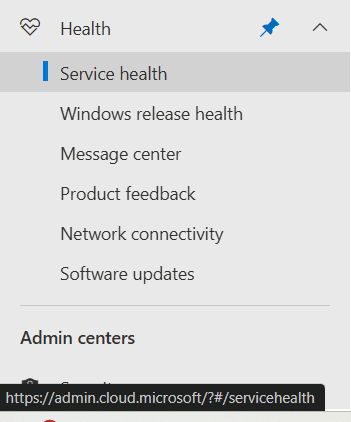 Health
Service health
Windows release health
Message center
Product feedback
Network connectivity
Software updates
Admin centers
https://admin.cloud.microsoft/?#/servicehealth